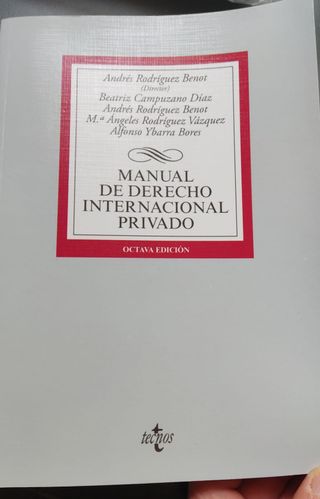 Andrés Rodríguez Benot
(Director)
Beatriz Campuzano Díaz
Andrés Rodríguez Benot
M.ª Ángeles Rodríguez Vázquez
Alfonso Ybarra Bores
MANUAL
DE DERECHO
INTERNACIONAL
PRIVADO
OCTAVA EDICIÓN
tecnos